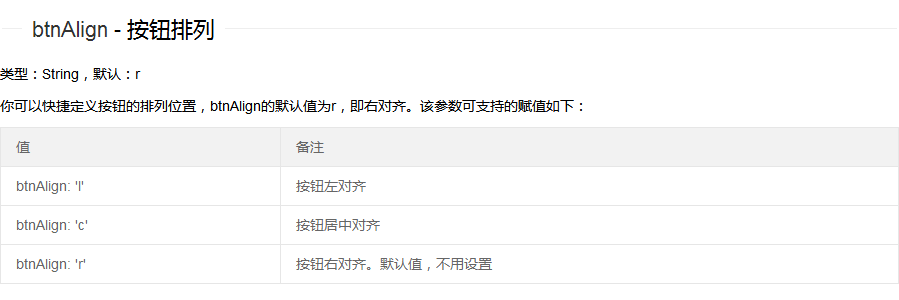 btnAlign - 按钮排列
类型：String，默认：r
你可以快捷定义按钮的排列位置，btnAlign的默认值为r，即右对齐。该参数可支持的赋值如下：
值 备注
btnAlign: 'l' 按钮左对齐
btnAlign: 'c' 按钮居中对齐
btnAlign: 'r' 按钮右对齐。默认值，不用设置